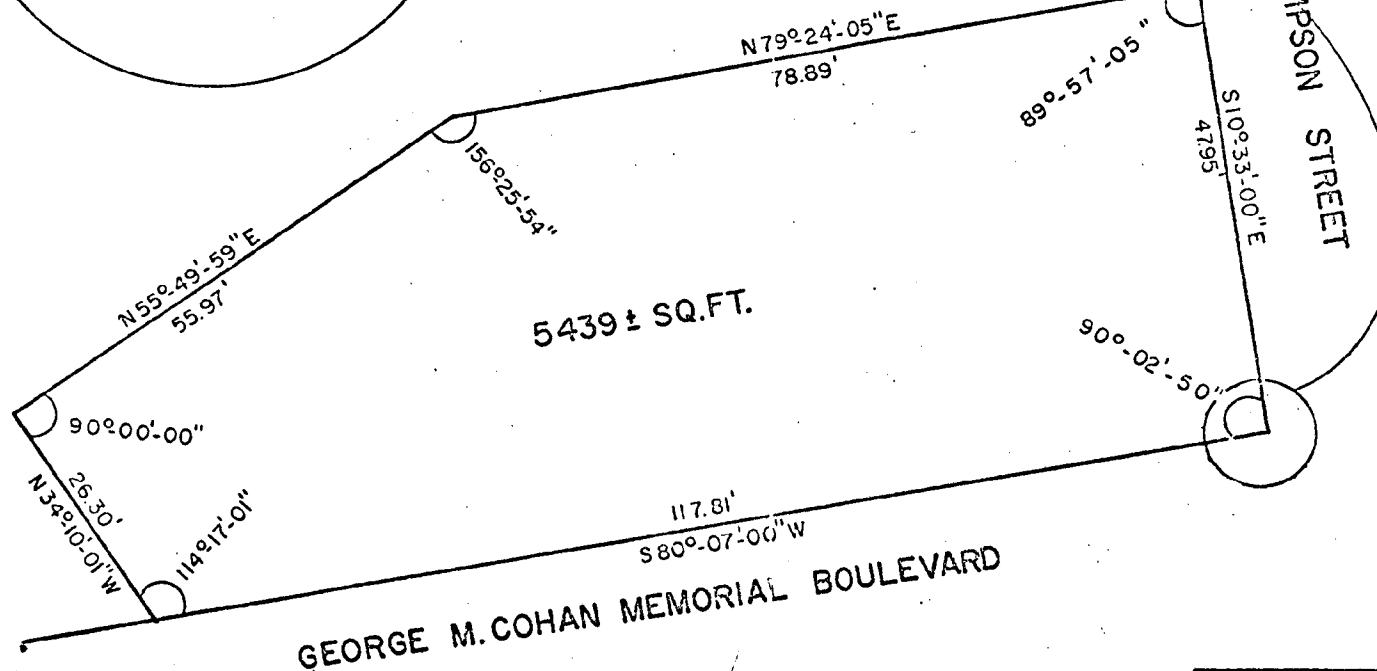 N79°-24'-05"E
78.89'
89°-57'-05"
MPSON STREET
S10°-33'-00"E
47.95'
156°25'-54"
N55°-49'-59"E
55.97'
5439± SQ.FT.
90°-02'-50"
90°00'-00"
26.30'
N34°-10'-01"W
114°17'-01"
117.81'
S80°-07'-00"W
GEORGE M. COHAN MEMORIAL BOULEVARD